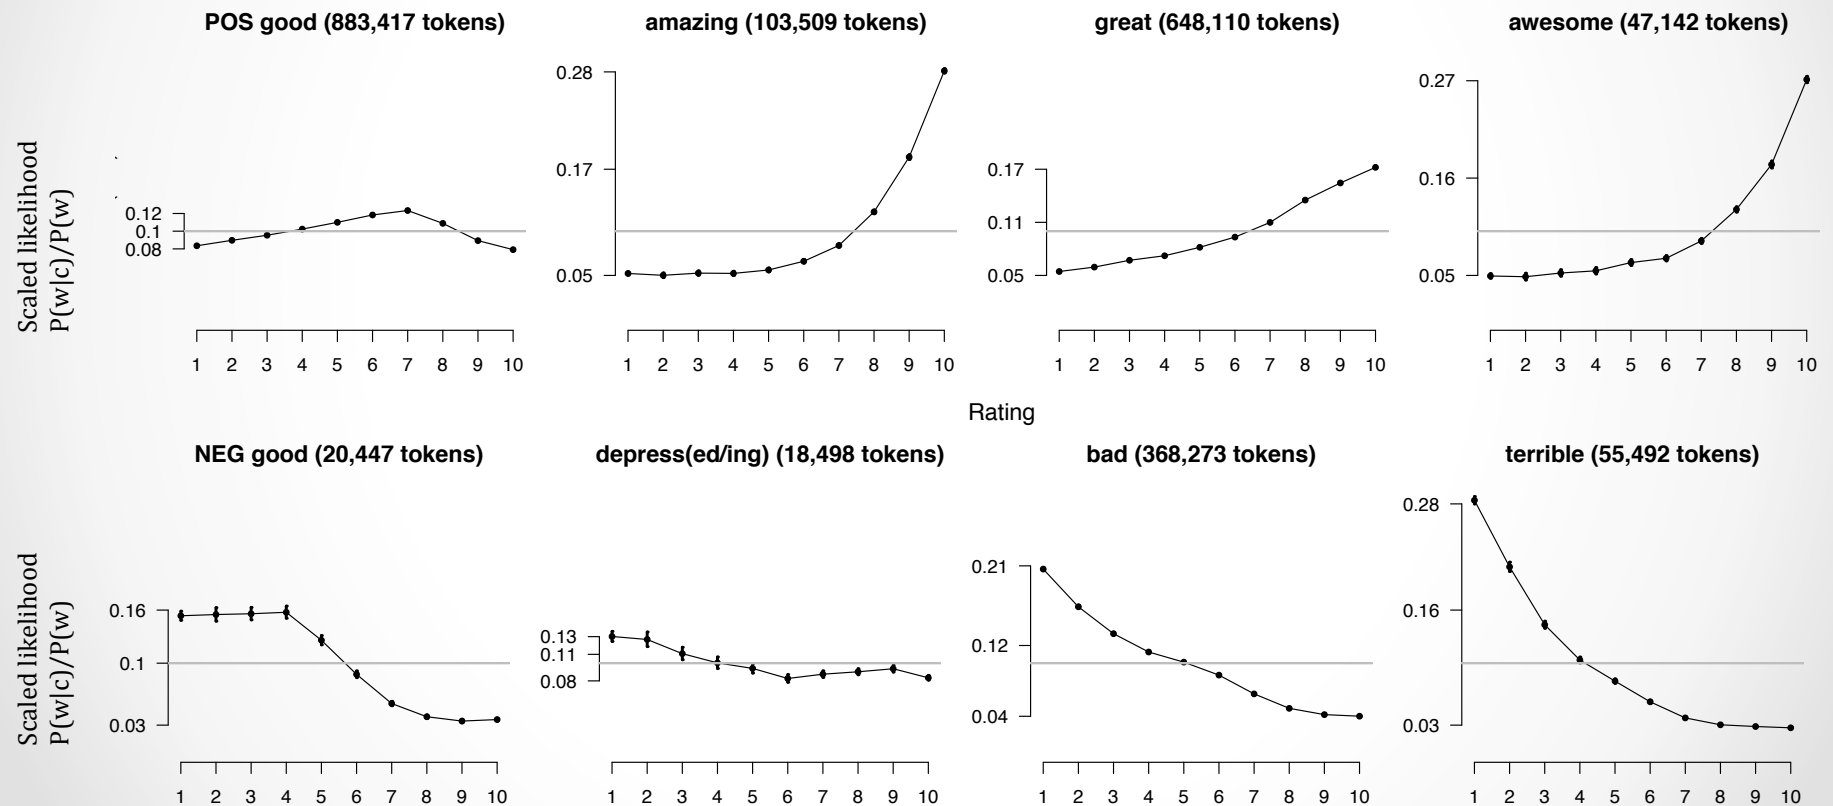 POS good (883,417 tokens)
amazing (103,509 tokens)
great (648,110 tokens)
awesome (47,142 tokens)
Scaled likelihood
P(w|c)/P(w)
0.12
0.1
0.08
1 2 3 4 5 6 7 8 9 10
0.28
0.17
0.05
1 2 3 4 5 6 7 8 9 10
0.17
0.11
0.05
1 2 3 4 5 6 7 8 9 10
0.27
0.16
0.05
1 2 3 4 5 6 7 8 9 10
Rating
NEG good (20,447 tokens)
depress(ed/ing) (18,498 tokens)
bad (368,273 tokens)
terrible (55,492 tokens)
Scaled likelihood
P(w|c)/P(w)
0.16
0.1
0.03
1 2 3 4 5 6 7 8 9 10
0.13
0.11
0.08
1 2 3 4 5 6 7 8 9 10
0.21
0.12
0.04
1 2 3 4 5 6 7 8 9 10
0.28
0.16
0.03
1 2 3 4 5 6 7 8 9 10